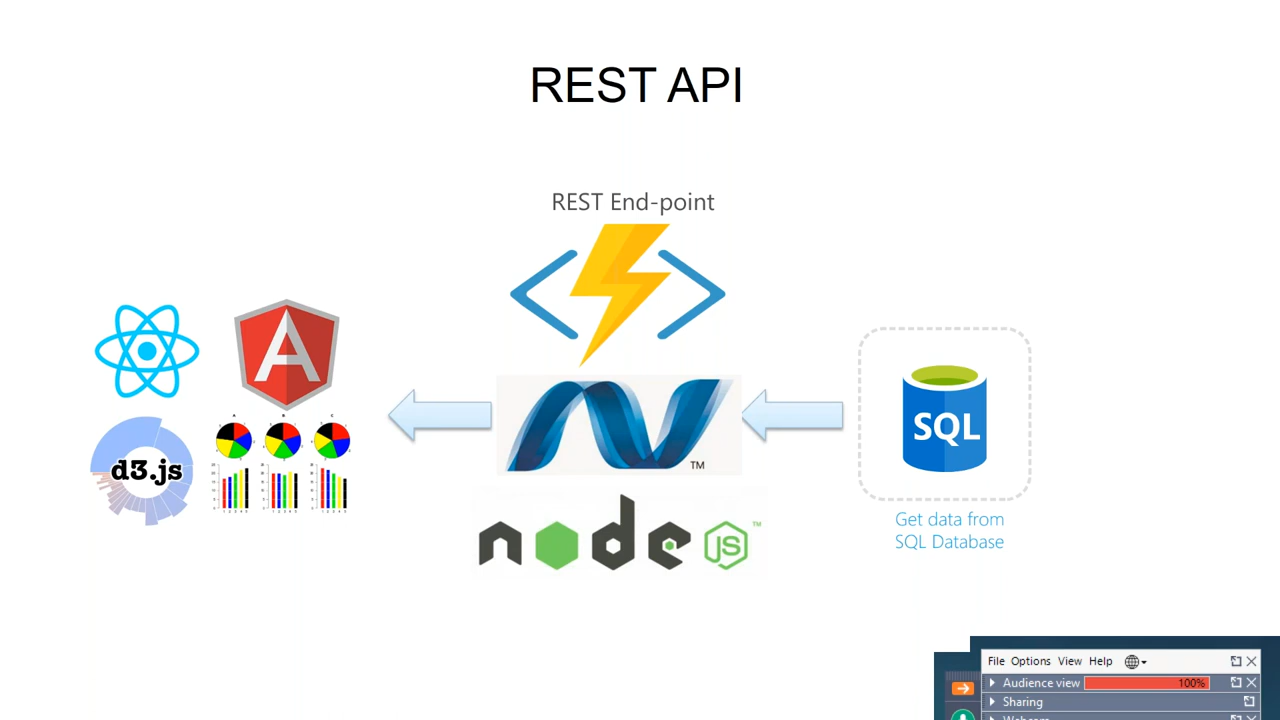 REST API
REST End-point
A
d3.js
A B C
TM
node JS ™
SQL
Get data from
SQL Database
File Options View Help
Audience view 100%
Sharing
Webcam